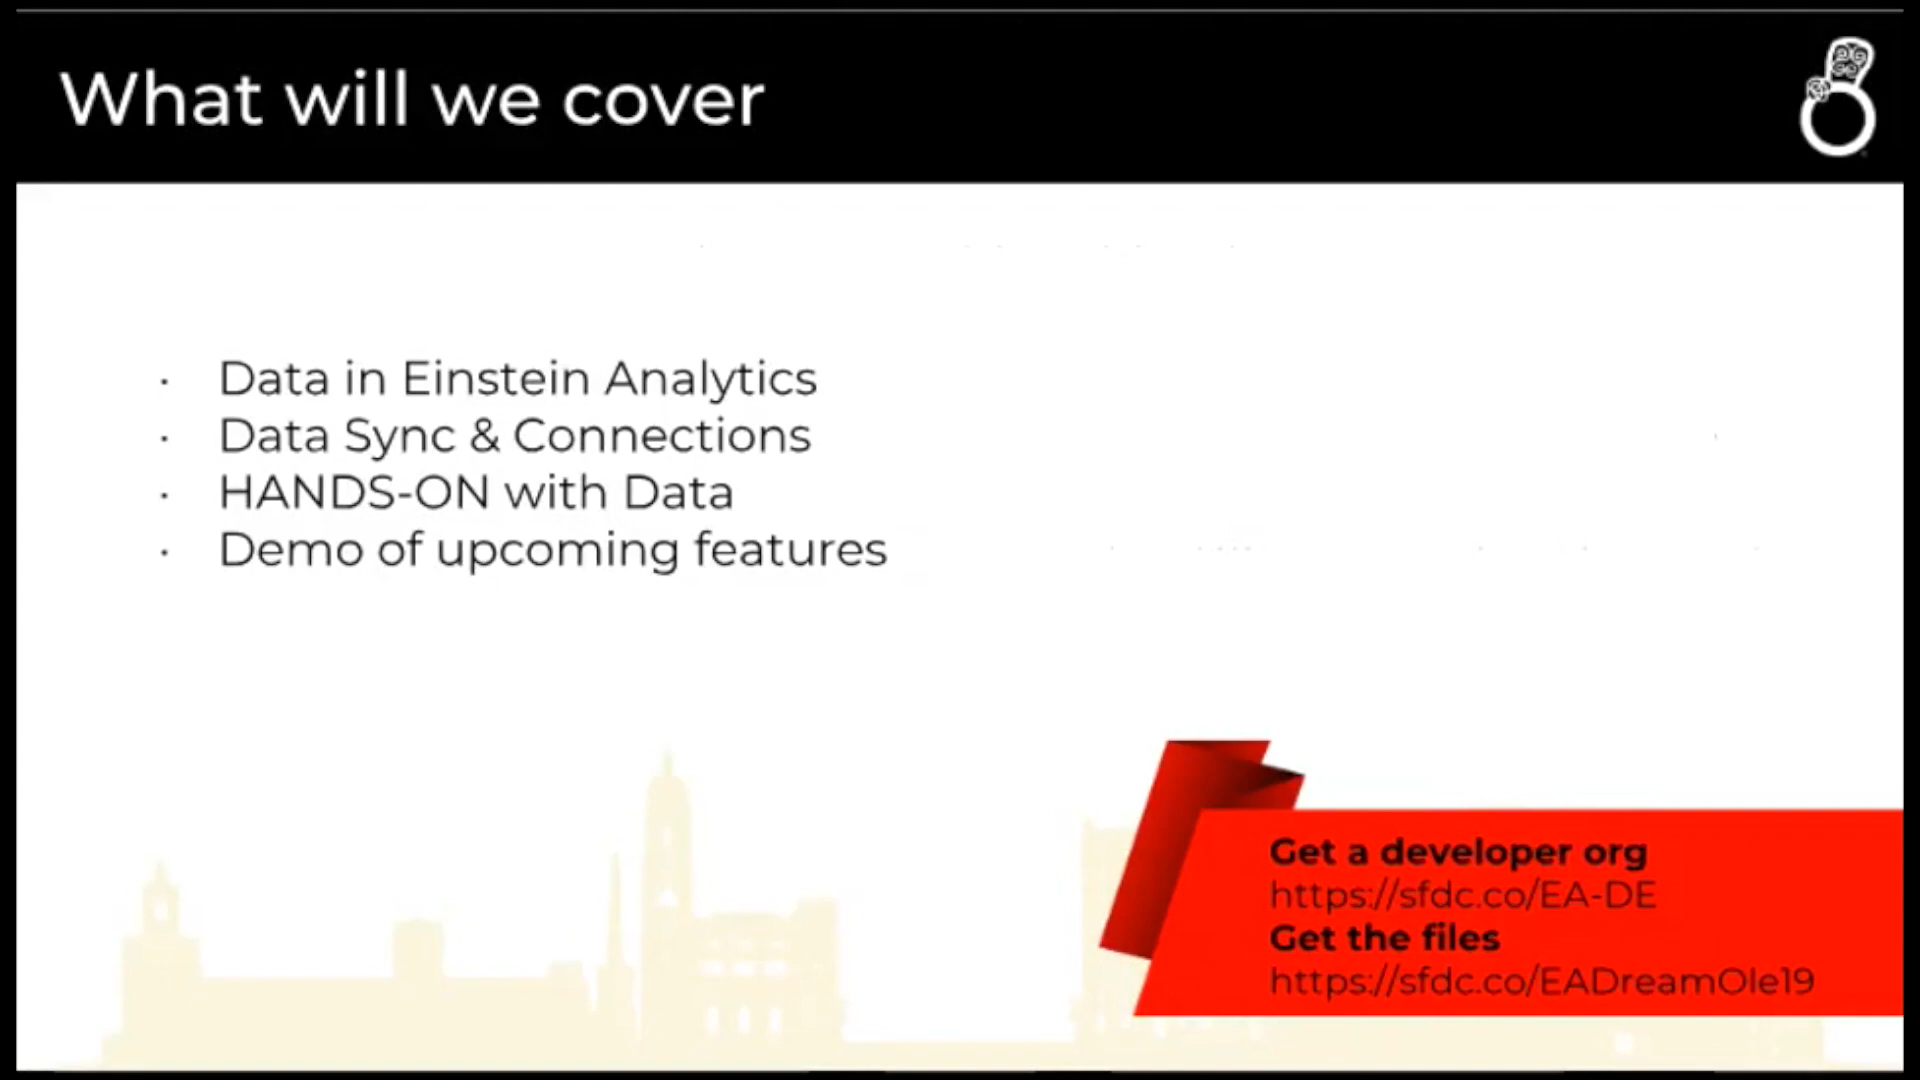 What will we cover
· Data in Einstein Analytics
· Data Sync & Connections
· HANDS-ON with Data
· Demo of upcoming features
Get a developer org
https://sfdc.co/EA-DE
Get the files
https://sfdc.co/EADreamOle19